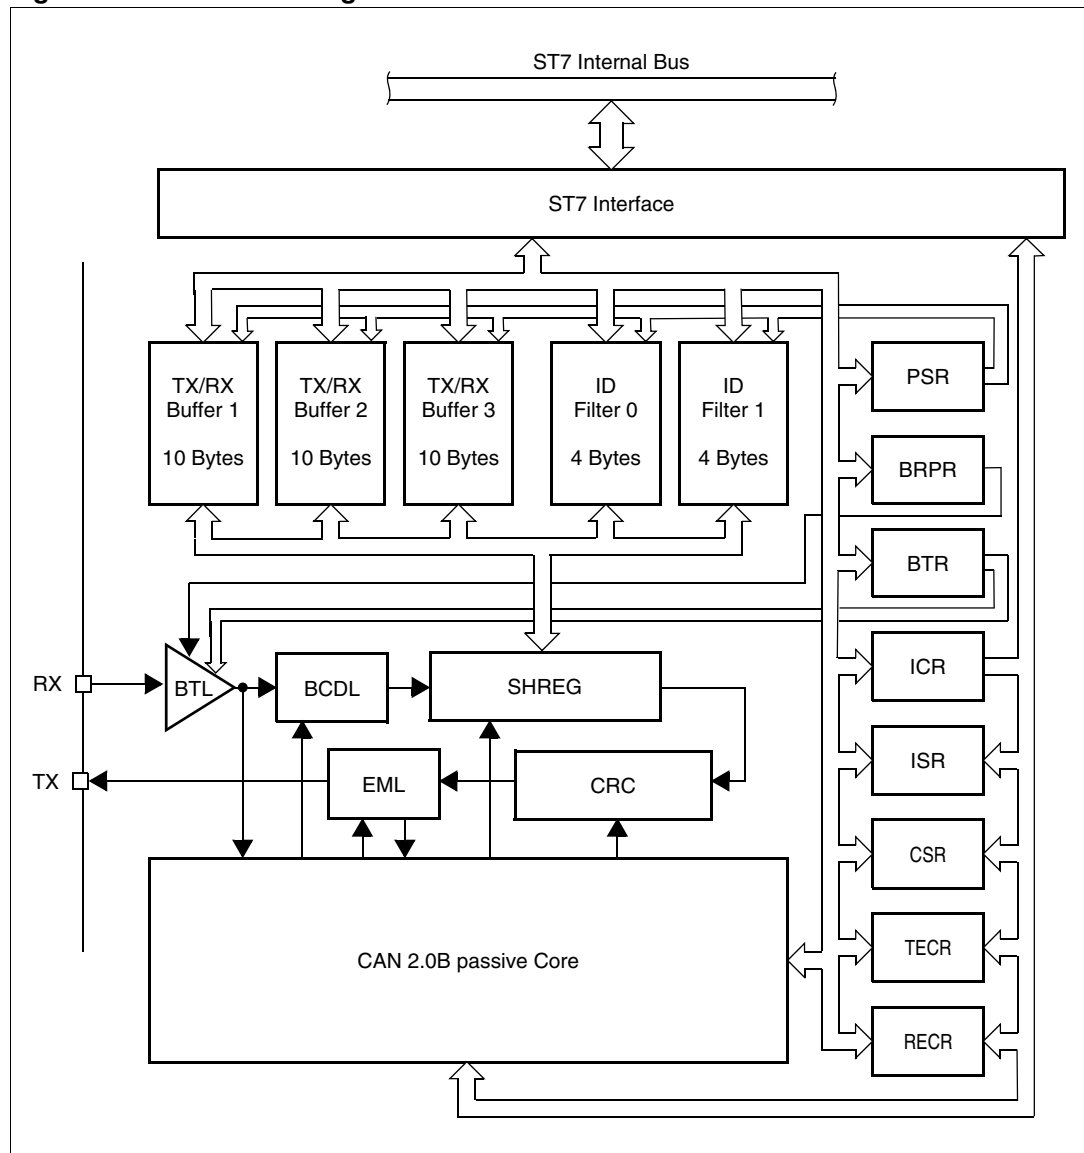 ST7 Internal Bus
ST7 Interface
TX/RX
Buffer 1
10 Bytes
TX/RX
Buffer 2
10 Bytes
TX/RX
Buffer 3
10 Bytes
ID
Filter 0
4 Bytes
ID
Filter 1
4 Bytes
PSR
BRPR
BTR
ICR
ISR
CSR
TECR
RECR
RX
BTL
BCDL
SHREG
TX
EML
CRC
CAN 2.0B passive Core